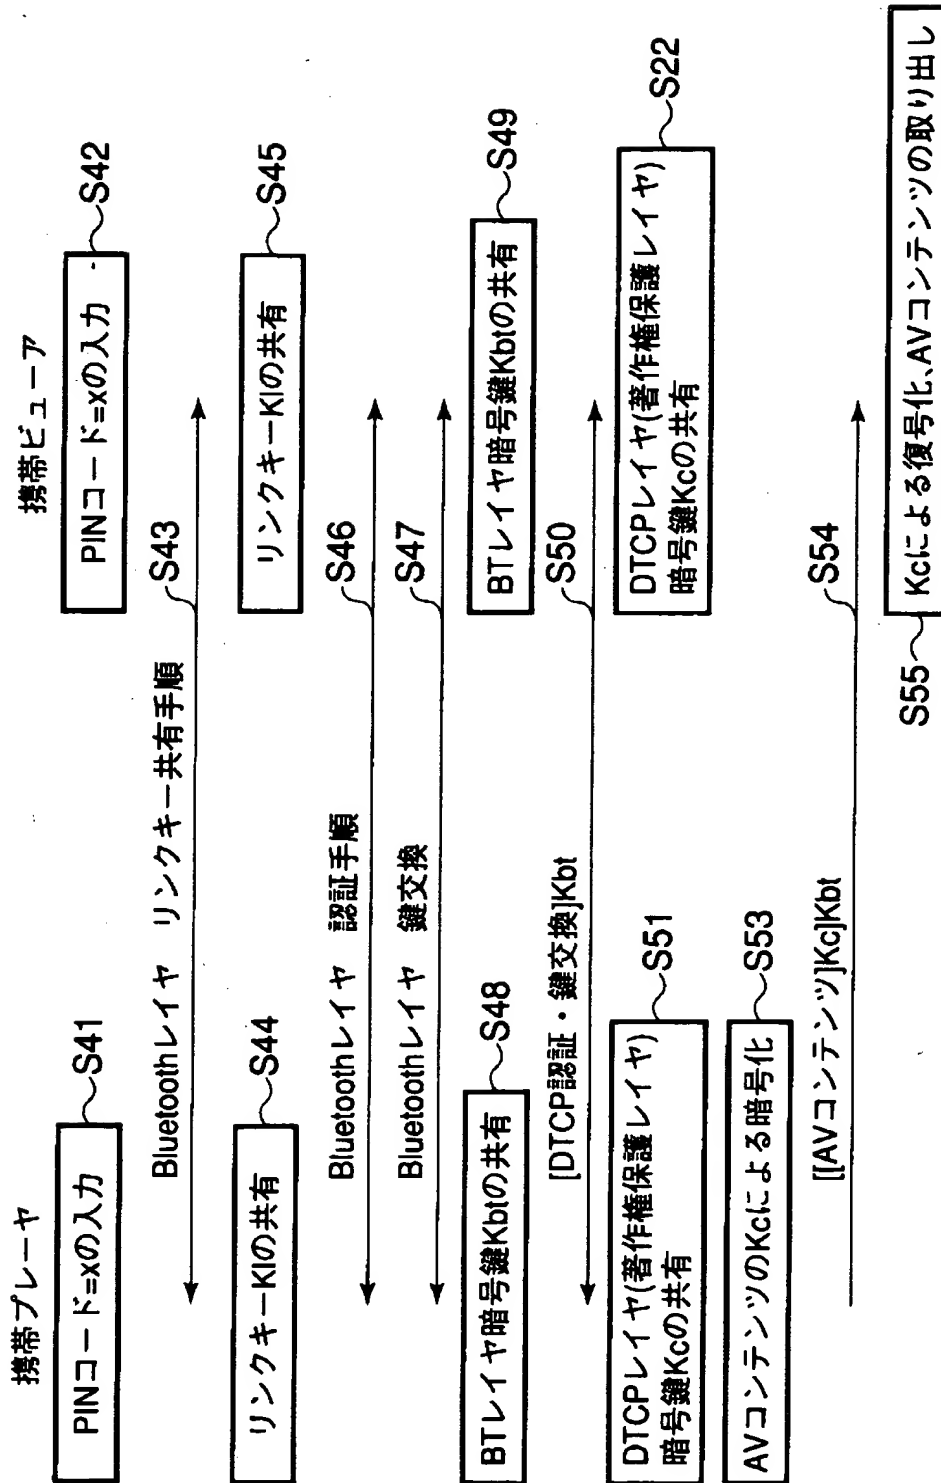 携帯プレーヤ
携帯ビューア
PINコード=xの入力
S41
PINコード=xの入力
S42
Bluetoothレイヤ リンクキー共有手順
S43
リンクキーKlの共有
S44
リンクキーKlの共有
S45
Bluetoothレイヤ 認証手順
S46
Bluetoothレイヤ 鍵交換
S47
BTレイヤ暗号鍵Kbtの共有
S48
BTレイヤ暗号鍵Kbtの共有
S49
[DTCP認証・鍵交換]Kbt
S50
DTCPレイヤ(著作権保護レイヤ)
暗号鍵Kcの共有
S51
DTCPレイヤ(著作権保護レイヤ)
暗号鍵Kcの共有
S22
AVコンテンツのKcによる暗号化
S53
[[AVコンテンツ]Kc]Kbt
S54
S55
Kcによる復号化、AVコンテンツの取り出し